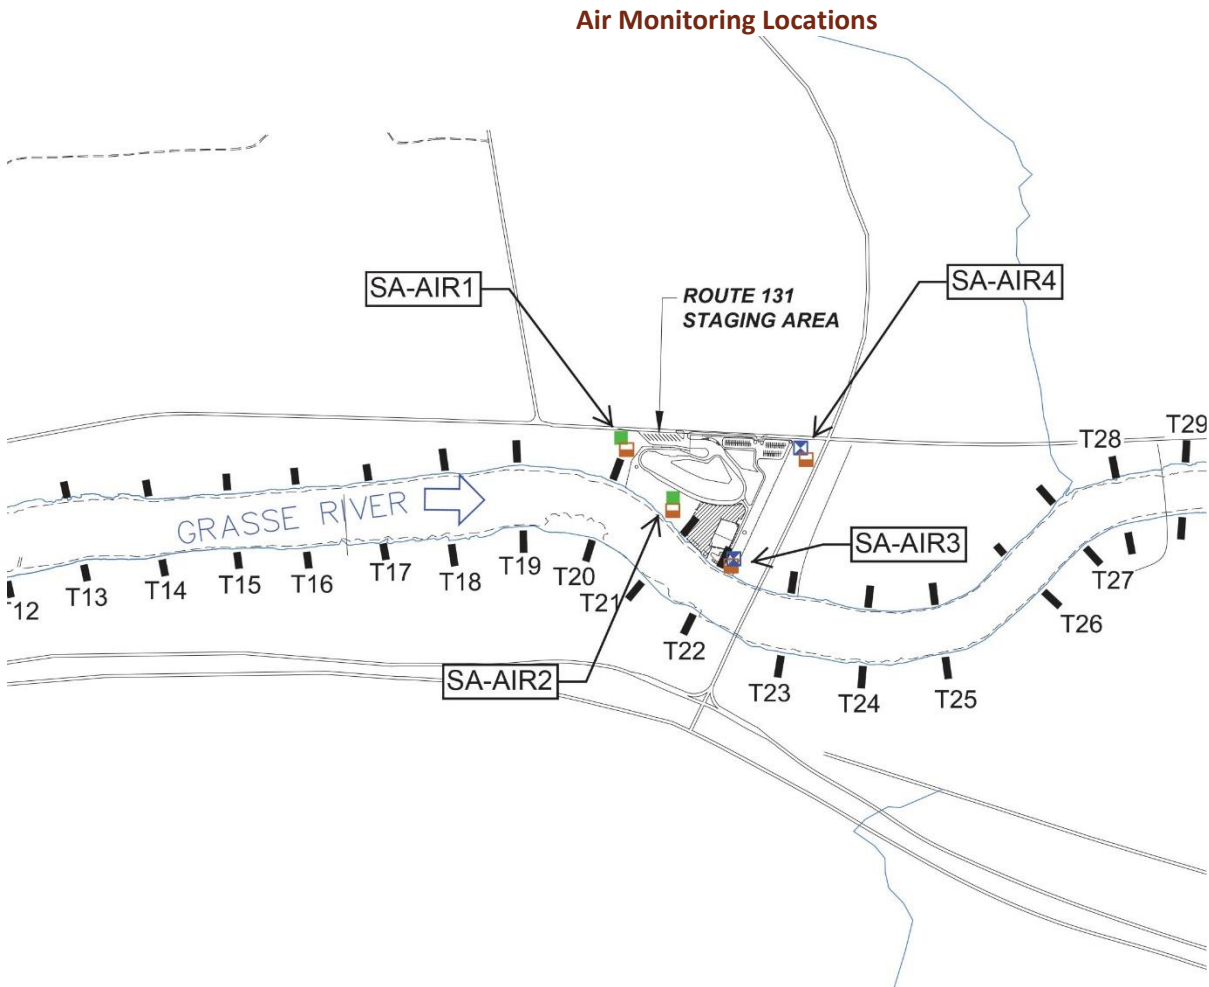 Air Monitoring Locations
SA-AIR1
SA-AIR4
ROUTE 131
STAGING AREA
T28
T29
GRASSE RIVER
SA-AIR3
T12
T13
T14
T15
T16
T17
T18
T19
T20
T21
T22
T23
T24
T25
T26
T27
SA-AIR2